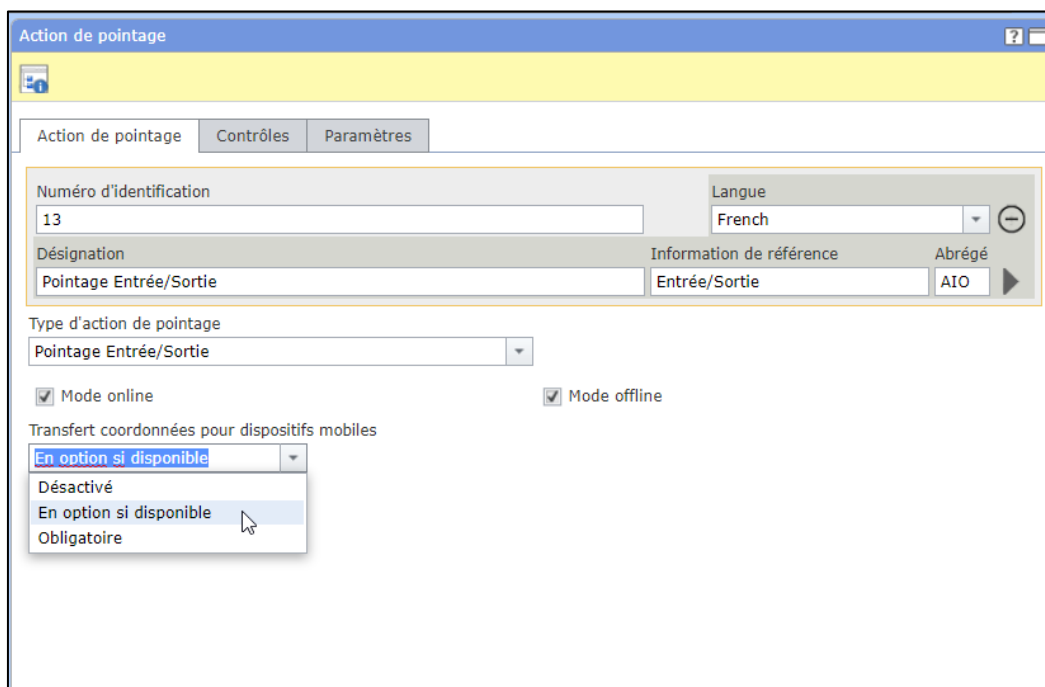 Action de pointage
?
Action de pointage Contrôles Paramètres
Numéro d'identification Langue
13 French
Désignation Information de référence Abrégé
Pointage Entrée/Sortie Entrée/Sortie AIO
Type d'action de pointage
Pointage Entrée/Sortie
Mode online Mode offline
Transfert coordonnées pour dispositifs mobiles
En option si disponible
Désactivé
En option si disponible
Obligatoire